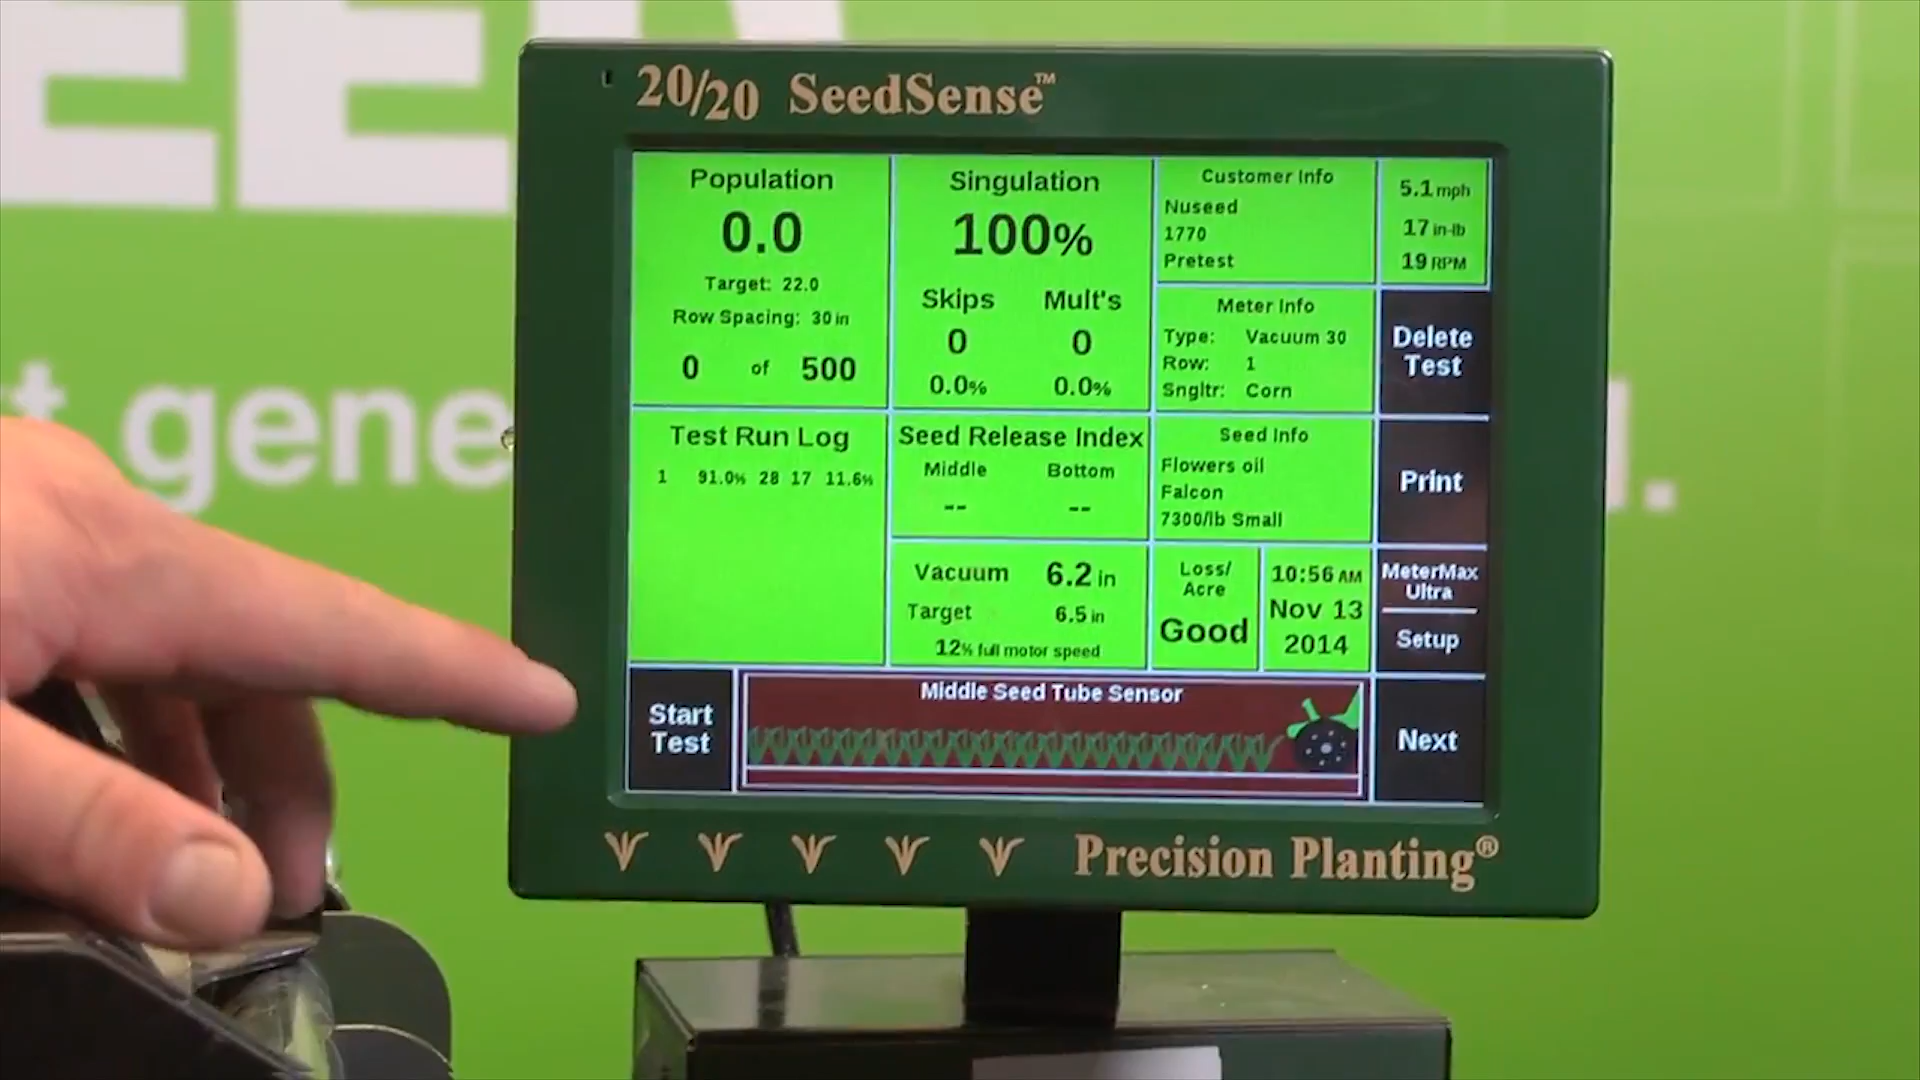 t gene
20/20 SeedSense™
Population
0.0
Target: 22.0
Row Spacing: 30 in
0 of 500
Singulation
100%
Skips Mult's
0 0
0.0% 0.0%
Customer Info
Nuseed
1770
Pretest
5.1 mph
17 in-lb
19 RPM
Meter Info
Type: Vacuum 30
Row: 1
Sngltr: Corn
Delete
Test
Test Run Log
1 91.0% 28 17 11.6%
Seed Release Index
Middle Bottom
-- --
Seed Info
Flowers oil
Falcon
7300/lb Small
Print
Vacuum 6.2 in
Target 6.5 in
12% full motor speed
Loss/
Acre
Good
10:56 AM
Nov 13
2014
MeterMax
Ultra
Setup
Start
Test
Middle Seed Tube Sensor
Next
Precision Planting®